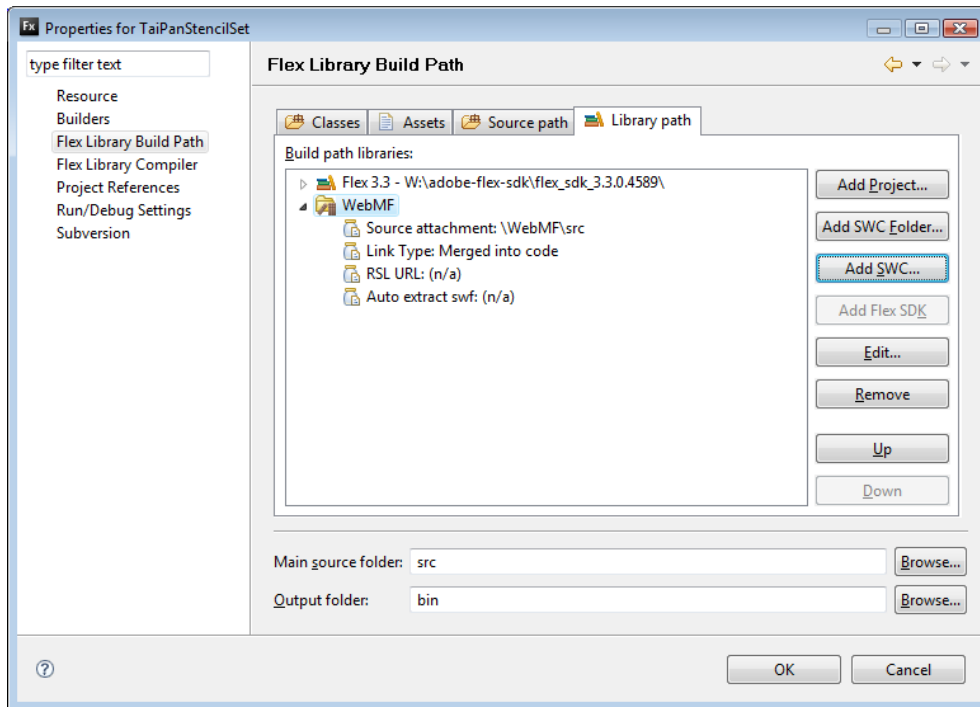 Fx Properties for TaiPanStencilSet
type filter text
Resource
Builders
Flex Library Build Path
Flex Library Compiler
Project References
Run/Debug Settings
Subversion
Flex Library Build Path
Classes Assets Source path Library path
Build path libraries:
Flex 3.3 - W:\adobe-flex-sdk\flex_sdk_3.3.0.4589\
WebMF
Source attachment: \WebMF\src
Link Type: Merged into code
RSL URL: (n/a)
Auto extract swf: (n/a)
Add Project...
Add SWC Folder...
Add SWC...
Add Flex SDK
Edit...
Remove
Up
Down
Main source folder: src Browse...
Output folder: bin Browse...
?
OK Cancel